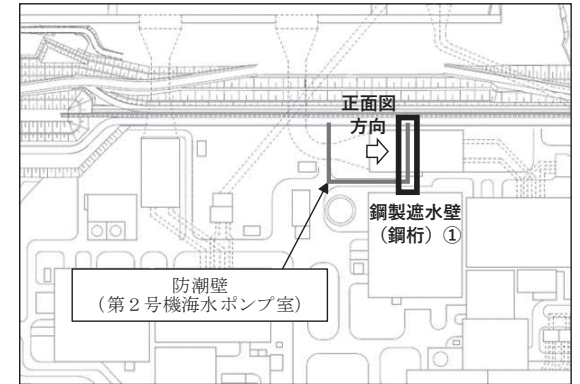 正面図
方向
鋼製遮水壁
（鋼桁）①
防潮壁
（第２号機海水ポンプ室）